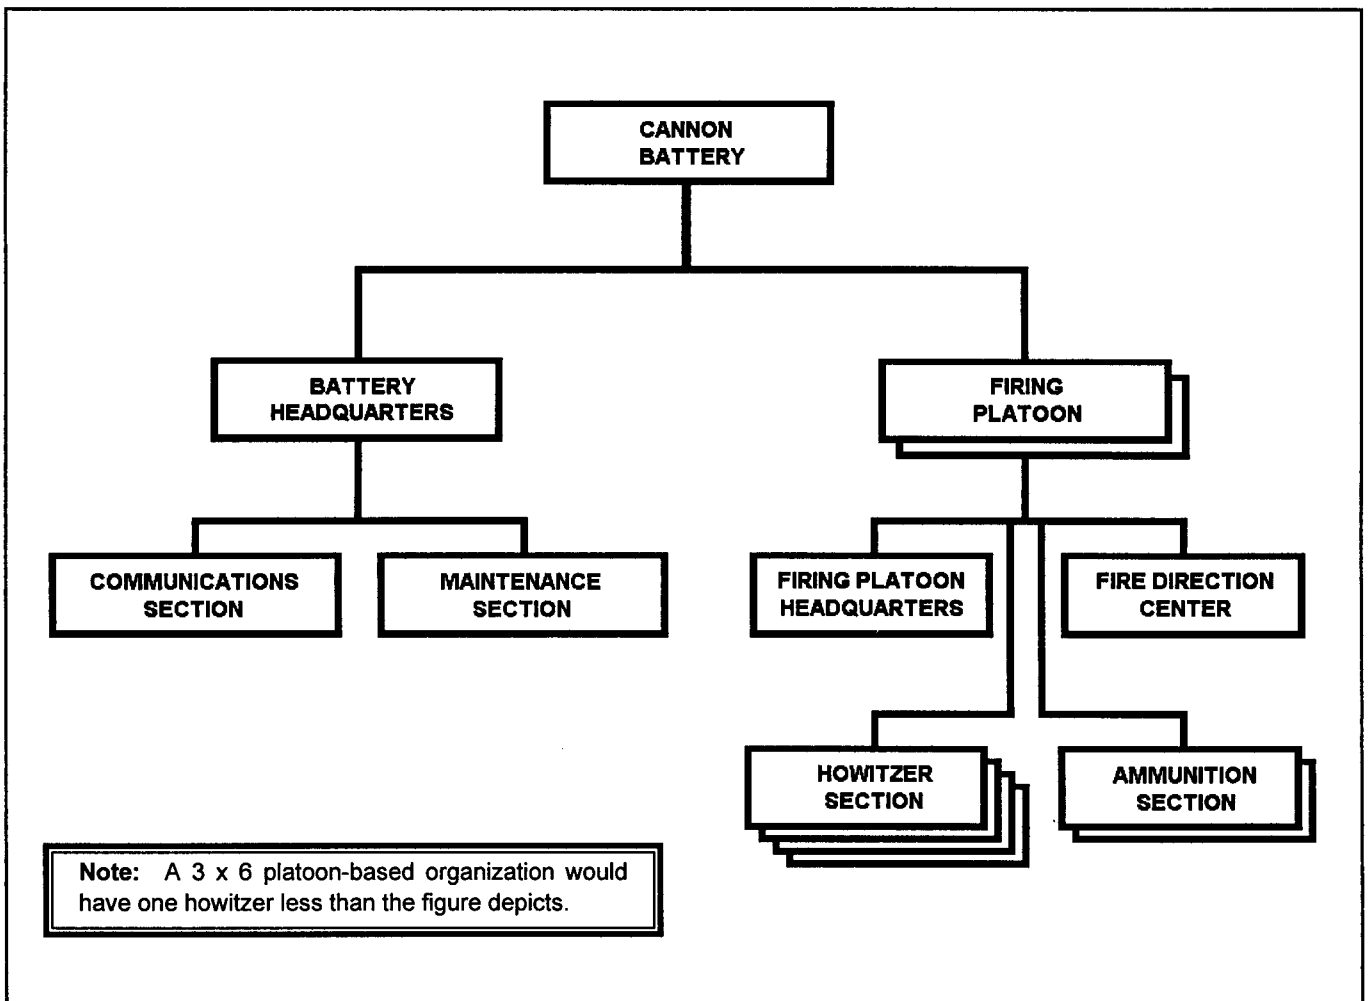 CANNON
BATTERY
BATTERY
HEADQUARTERS
FIRING
PLATOON
COMMUNICATIONS
SECTION
MAINTENANCE
SECTION
FIRING PLATOON
HEADQUARTERS
FIRE DIRECTION
CENTER
HOWITZER
SECTION
AMMUNITION
SECTION
Note: A 3 x 6 platoon-based organization would
have one howitzer less than the figure depicts.